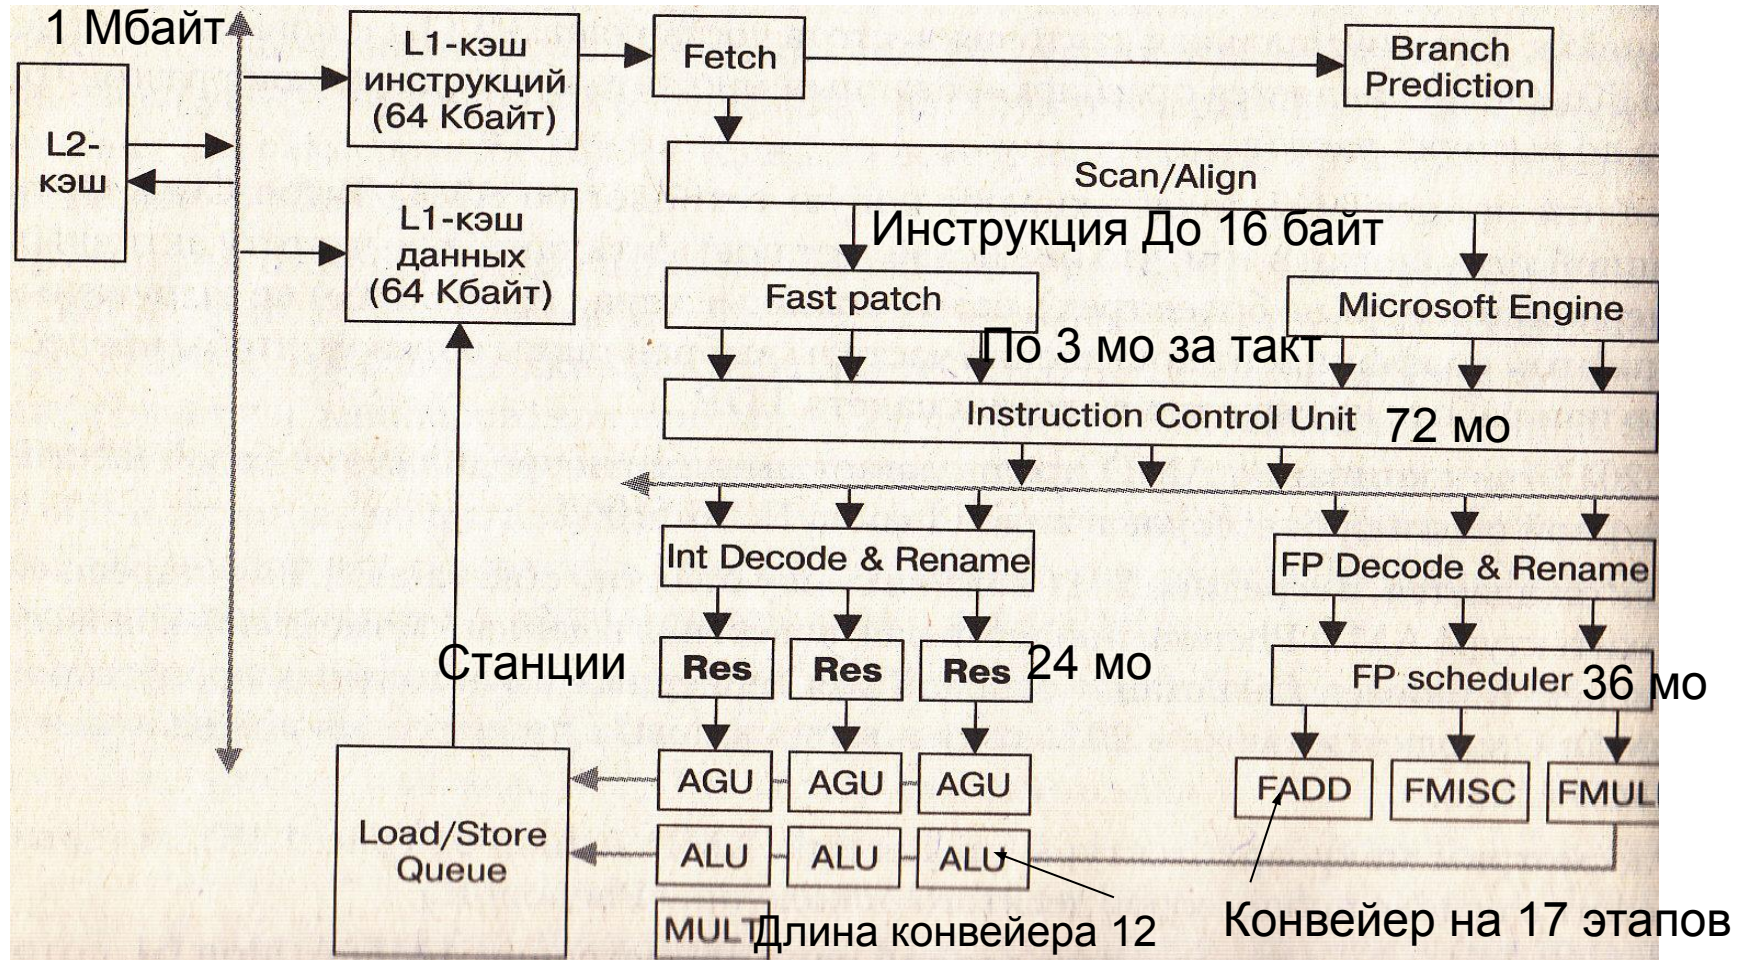 1 Мбайт
L2-
кэш
L1-кэш
инструкций
(64 Кбайт)
Fetch
Branch
Prediction
Scan/Align
L1-кэш
данных
(64 Кбайт)
Инструкция До 16 байт
Fast patch
Microsoft Engine
По 3 мо за такт
Instruction Control Unit
72 мо
Int Decode & Rename
FP Decode & Rename
Станции
Res
Res
Res
24 мо
FP scheduler
36 мо
AGU
AGU
AGU
FADD
FMISC
FMUL
Load/Store
Queue
ALU
ALU
ALU
MULT
Длина конвейера 12
Конвейер на 17 этапов